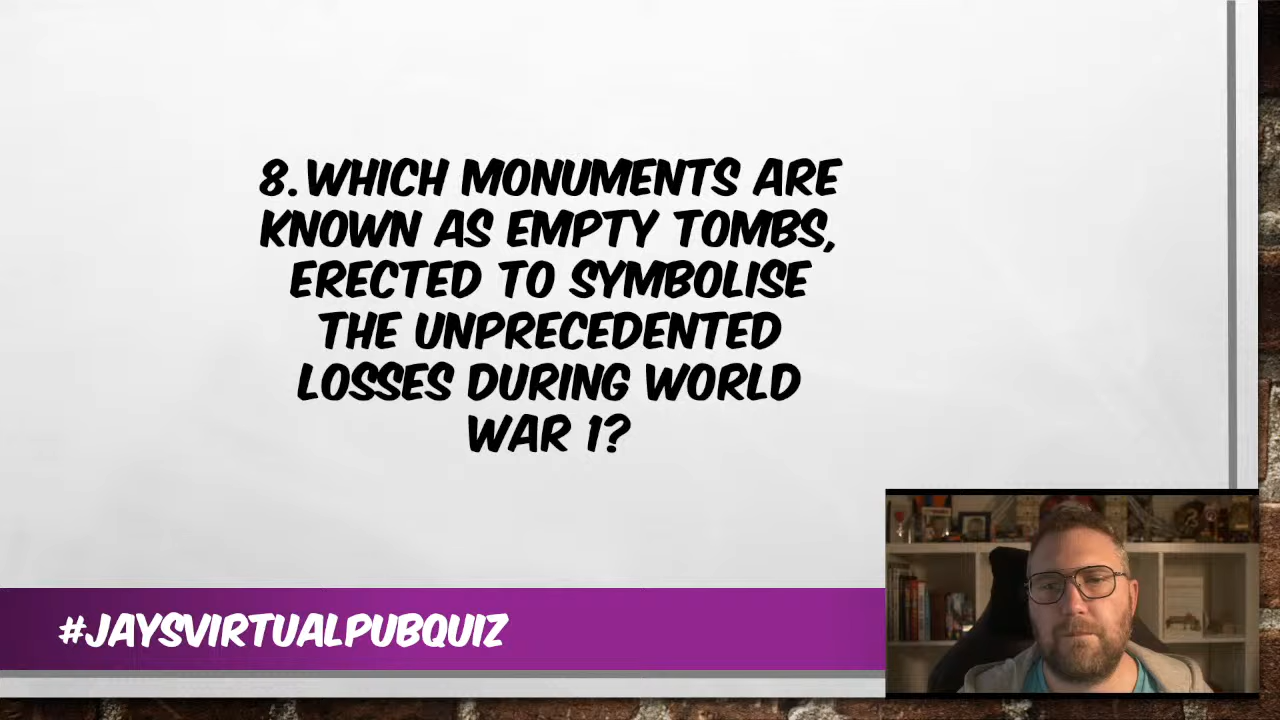 8. WHICH MONUMENTS ARE
KNOWN AS EMPTY TOMBS,
ERECTED TO SYMBOLISE
THE UNPRECEDENTED
LOSSES DURING WORLD
WAR 1?
#JAYSVIRTUALPUBQUIZ